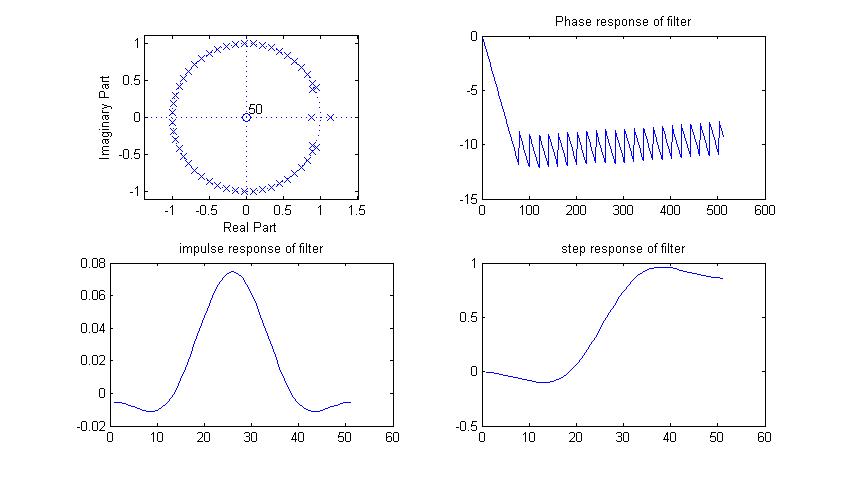 1
0.5
0
-0.5
-1
Imaginary Part
50
-1 -0.5 0 0.5 1 1.5
Real Part
Phase response of filter
0
-5
-10
-15
0 100 200 300 400 500 600
impulse response of filter
0.08
0.06
0.04
0.02
0
-0.02
0 10 20 30 40 50 60
step response of filter
1
0.5
0
-0.5
0 10 20 30 40 50 60